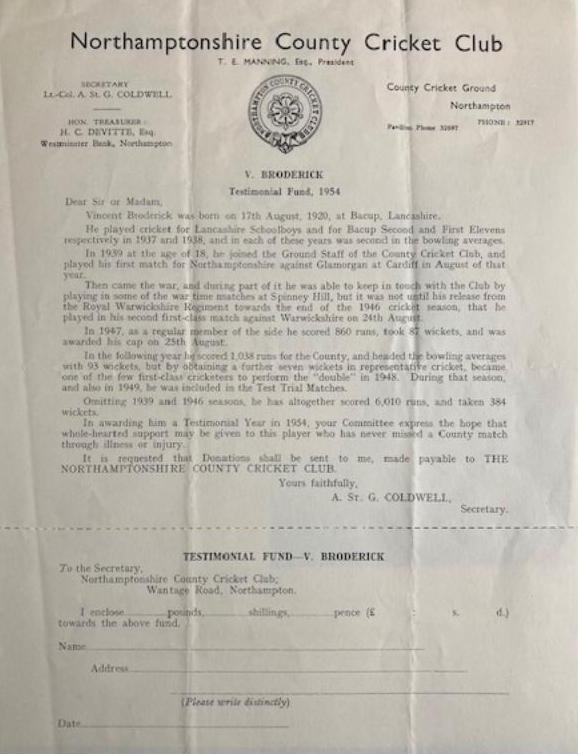 Northamptonshire County Cricket Club
T. E. MANNING, Esq., President
SECRETARY
Lt.-Col. A. St. G. COLDWELL
HON. TREASURER:
H. C. DEVITTE, Esq.
Westminster Bank, Northampton
NORTHAMPTON COUNTY CRICKET CLUB
County Cricket Ground
Northampton
Pavilion Phone 32697
PHONE: 32917
V. BRODERICK
Testimonial Fund, 1954
Dear Sir or Madam,
Vincent Broderick was born on 17th August, 1920, at Bacup, Lancashire.
He played cricket for Lancashire Schoolboys and for Bacup Second and First Elevens
respectively in 1937 and 1938, and in each of these years was second in the bowling averages.
In 1939 at the age of 18, he joined the Ground Staff of the County Cricket Club, and
played his first match for Northamptonshire against Glamorgan at Cardiff in August of that
year.
Then came the war, and during part of it he was able to keep in touch with the Club by
playing in some of the war time matches at Spinney Hill, but it was not until his release from
the Royal Warwickshire Regiment towards the end of the 1946 cricket season, that he
played in his second first-class match against Warwickshire on 24th August.
In 1947, as a regular member of the side he scored 860 runs, took 87 wickets, and was
awarded his cap on 25th August.
In the following year he scored 1,038 runs for the County, and headed the bowling averages
with 93 wickets, but by obtaining a further seven wickets in representative cricket, became
one of the few first-class cricketers to perform the "double" in 1948. During that season,
and also in 1949, he was included in the Test Trial Matches.
Omitting 1939 and 1946 seasons, he has altogether scored 6,010 runs, and taken 384
wickets.
In awarding him a Testimonial Year in 1954, your Committee express the hope that
whole-hearted support may be given to this player who has never missed a County match
through illness or injury.
It is requested that Donations shall be sent to me, made payable to THE
NORTHAMPTONSHIRE COUNTY CRICKET CLUB.
Yours faithfully,
A. ST. G. COLDWELL,
Secretary.
TESTIMONIAL FUND—V. BRODERICK
To the Secretary,
Northamptonshire County Cricket Club;
Wantage Road, Northampton.
I enclose pounds, shillings, pence (£ : s. d.)
towards the above fund.
Name
Address
(Please write distinctly)
Date